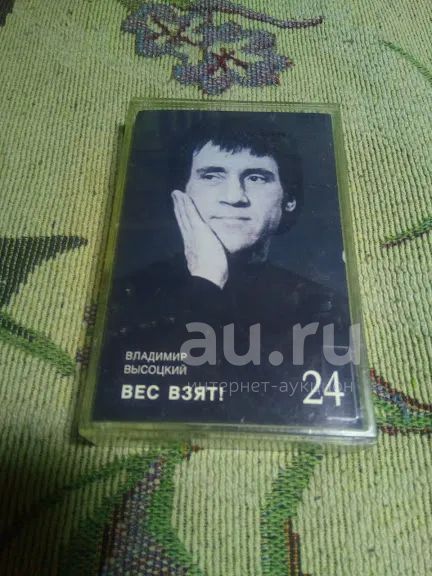 au.ru
интернет-аукцион
ВЛАДИМИР
ВЫСОЦКИЙ
ВЕС ВЗЯТ!
24